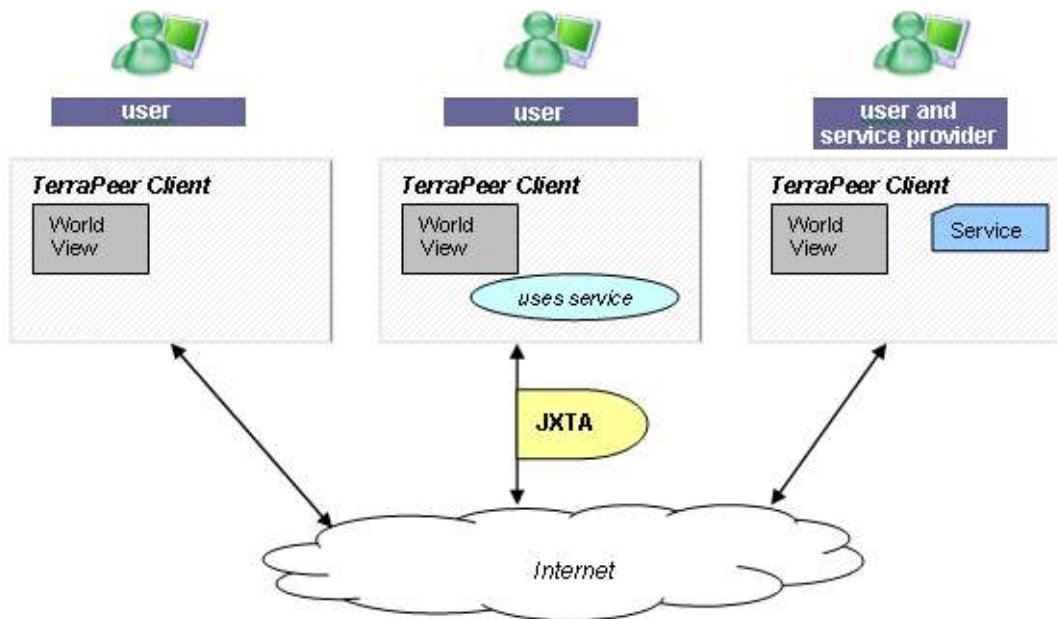 user
user
user and
service provider
TerraPeer Client
World
View
TerraPeer Client
World
View
uses service
TerraPeer Client
World
View
Service
JXTA
Internet